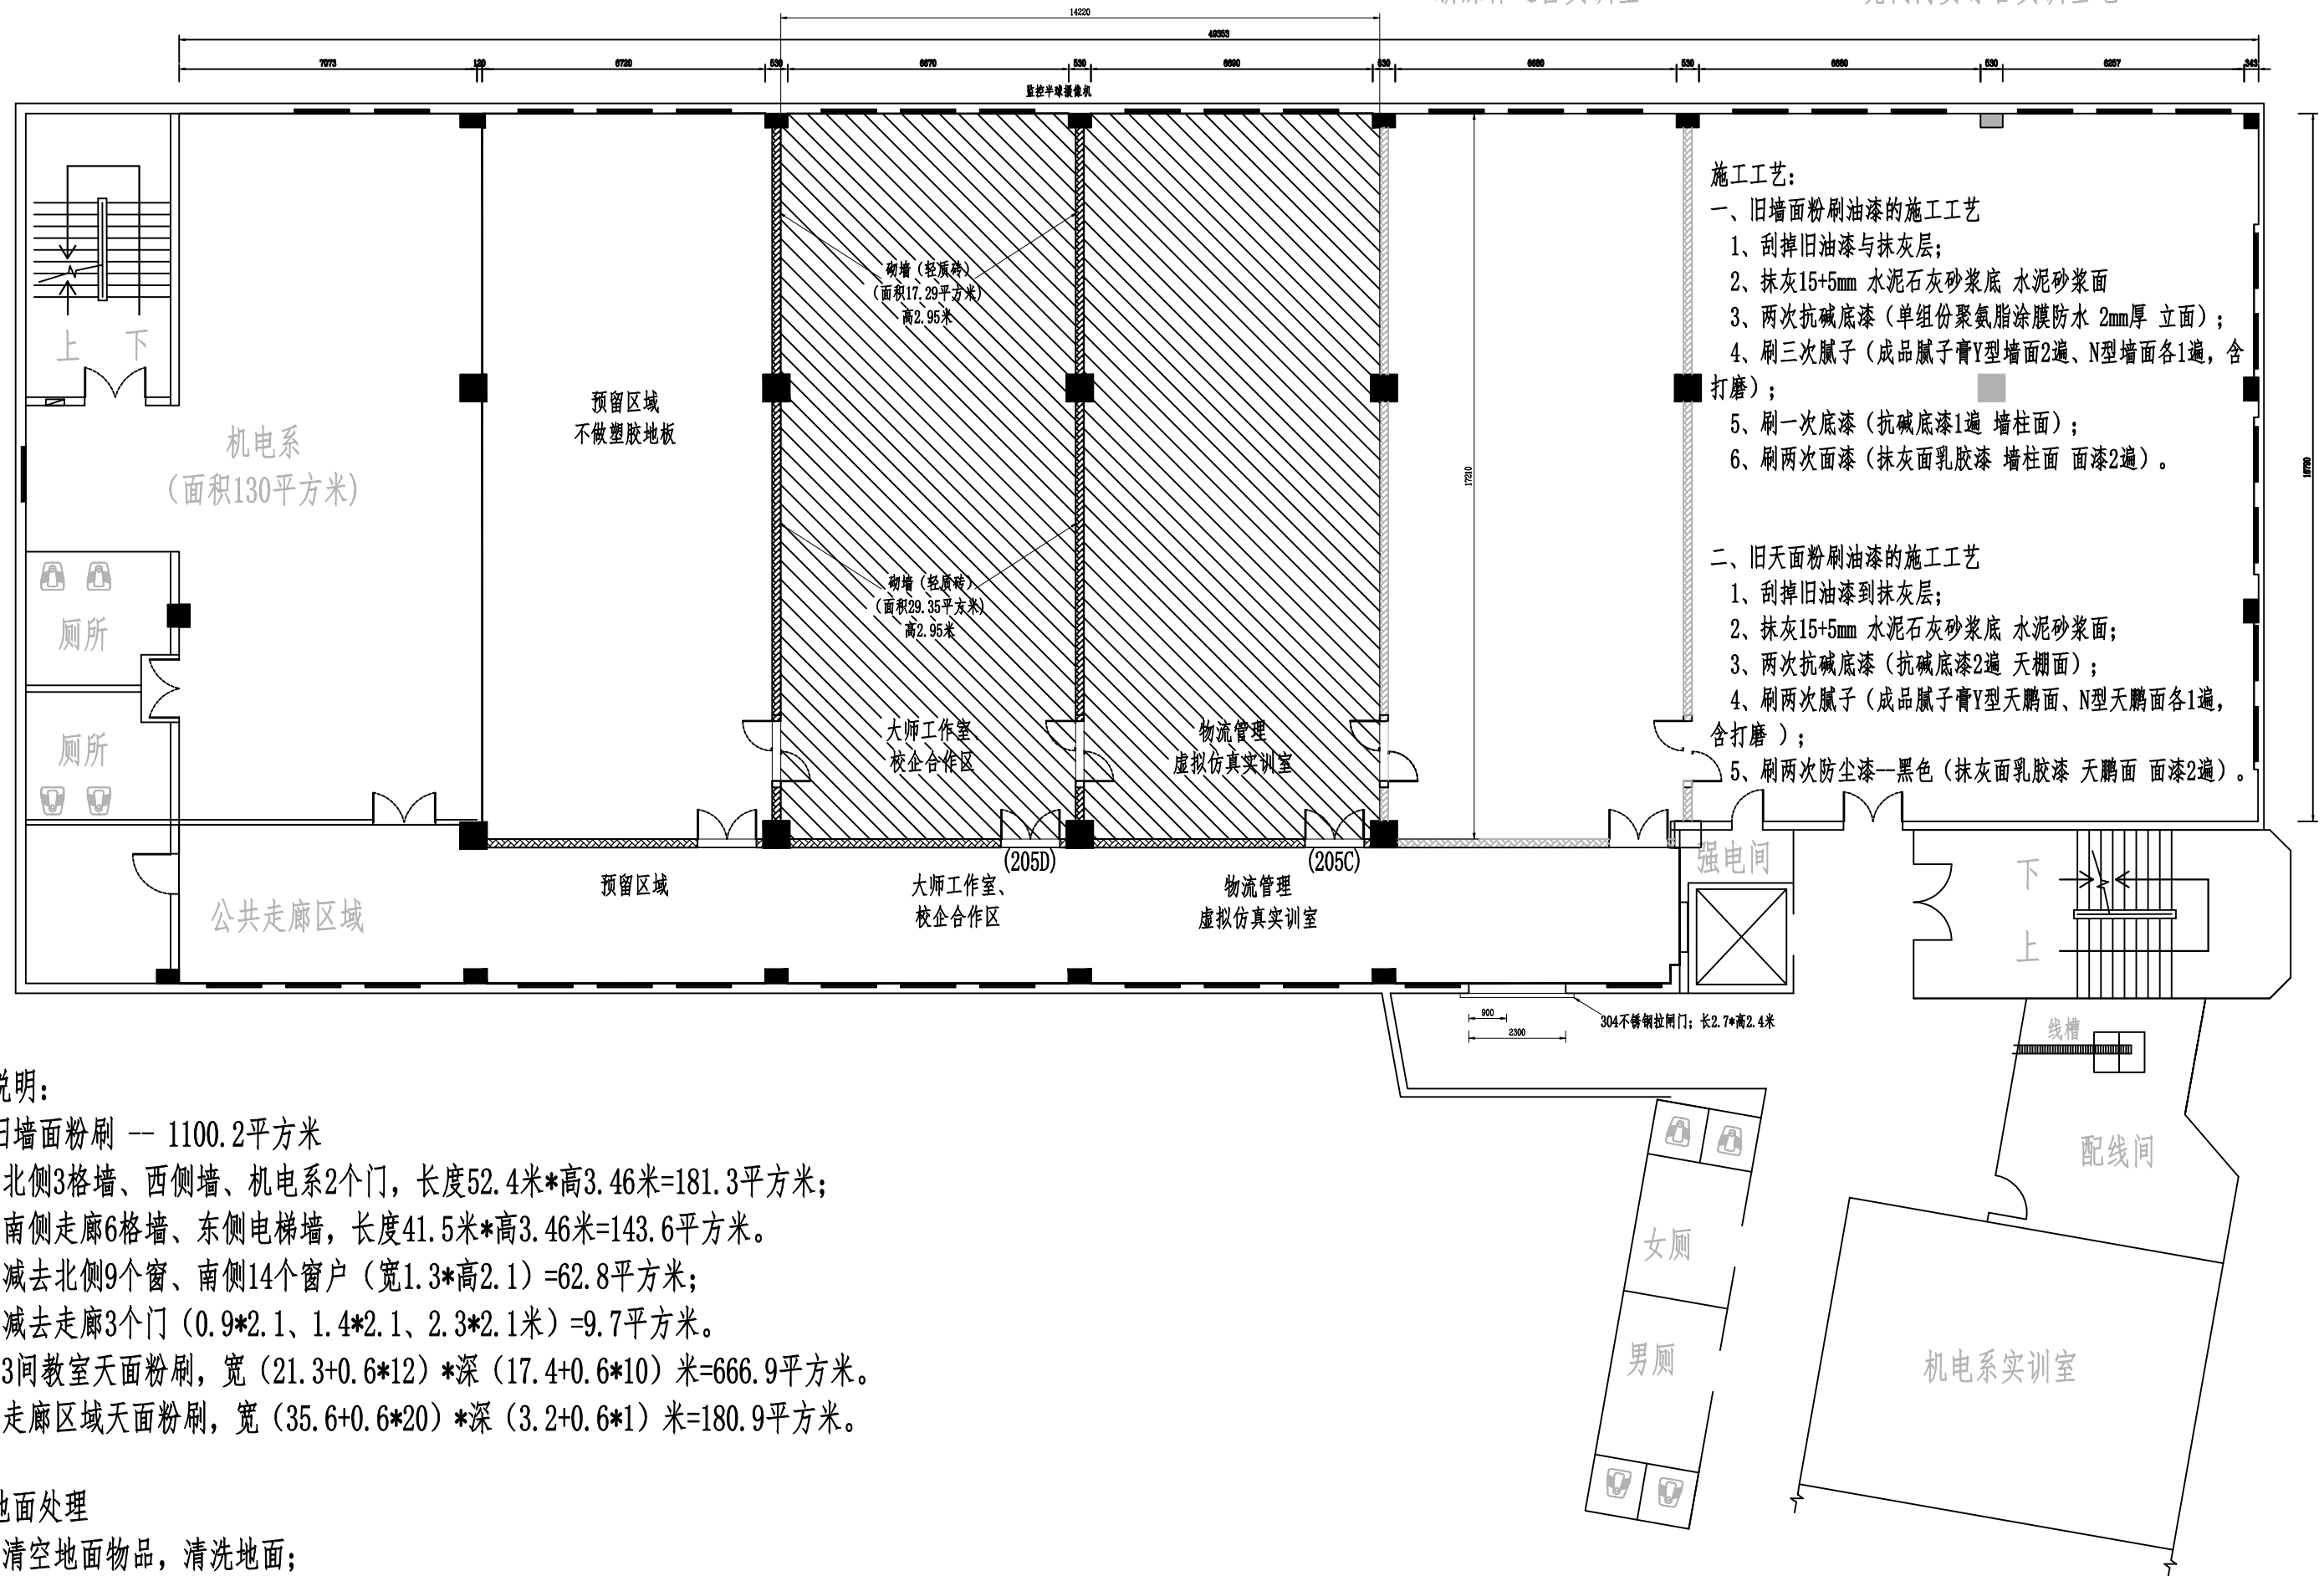 14220
49353
7073 120 6720 530 6670 530 6690 530 6680 530 6680 530 6257 343
监控半球摄像机
施工工艺：
一、旧墙面粉刷油漆的施工工艺
1、刮掉旧油漆与抹灰层；
2、抹灰15+5mm 水泥石灰砂浆底 水泥砂浆面
3、两次抗碱底漆（单组份聚氨脂涂膜防水 2mm厚 立面）；
4、刷三次腻子（成品腻子膏Y型墙面2遍、N型墙面各1遍，含
打磨）；
5、刷一次底漆（抗碱底漆1遍 墙柱面）；
6、刷两次面漆（抹灰面乳胶漆 墙柱面 面漆2遍）。
二、旧天面粉刷油漆的施工工艺
1、刮掉旧油漆到抹灰层；
2、抹灰15+5mm 水泥石灰砂浆底 水泥砂浆面；
3、两次抗碱底漆（抗碱底漆2遍 天棚面）；
4、刷两次腻子（成品腻子膏Y型天鹏面、N型天鹏面各1遍，
含打磨 ）；
5、刷两次防尘漆--黑色（抹灰面乳胶漆 天鹏面 面漆2遍）。
16790
17210
砌墙（轻质砖）
（面积17.29平方米）
高2.95米
砌墙（轻质砖）
（面积29.35平方米）
高2.95米
上 下
机电系
（面积130平方米）
预留区域
不做塑胶地板
厕所
厕所
大师工作室
校企合作区
物流管理
虚拟仿真实训室
(205D)
(205C)
公共走廊区域
预留区域
大师工作室、
校企合作区
物流管理
虚拟仿真实训室
强电间
下
上
900
2300
304不锈钢拉闸门；长2.7*高2.4米
线槽
配线间
女厕
男厕
机电系实训室
说明：
旧墙面粉刷 -- 1100.2平方米
北侧3格墙、西侧墙、机电系2个门，长度52.4米*高3.46米=181.3平方米；
南侧走廊6格墙、东侧电梯墙，长度41.5米*高3.46米=143.6平方米。
减去北侧9个窗、南侧14个窗户（宽1.3*高2.1）=62.8平方米；
减去走廊3个门（0.9*2.1、1.4*2.1、2.3*2.1米）=9.7平方米。
3间教室天面粉刷，宽（21.3+0.6*12）*深（17.4+0.6*10）米=666.9平方米。
走廊区域天面粉刷，宽（35.6+0.6*20）*深（3.2+0.6*1）米=180.9平方米。
地面处理
清空地面物品，清洗地面；